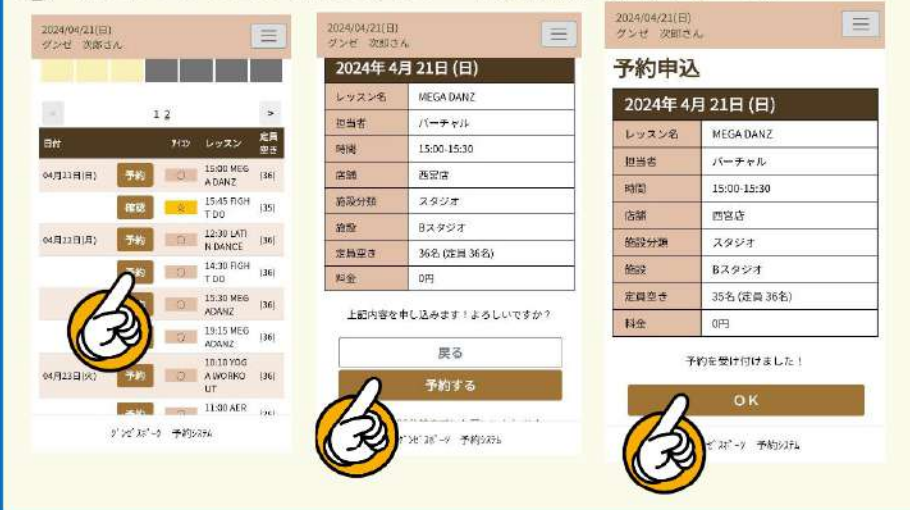 2024/04/21(日)
グンゼ 次郎さん
1 2
>
日付 ｱｲｺﾝ レッスン 定員空き
04月21日(日) 予約 ○ 15:00 MEGA DANZ (36)
確認 ☆ 15:45 FIGHT DO (35)
04月22日(月) 予約 ○ 12:30 LATIN DANCE (36)
予約 ○ 14:30 FIGHT DO (36)
○ 15:30 MEGADANZ (36)
○ 19:15 MEGADANZ (36)
04月23日(火) 予約 ○ 10:10 YOGA WORKOUT (36)
予約 11:00 AER
ｸﾞﾝｾﾞｽﾎﾟｰﾂ 予約ｼｽﾃﾑ
2024/04/21(日)
グンゼ 次郎さん
2024年 4月 21日 (日)
レッスン名 MEGA DANZ
担当者 バーチャル
時間 15:00-15:30
店舗 西宮店
施設分類 スタジオ
施設 Bスタジオ
定員空き 36名 (定員 36名)
料金 0円
上記内容を申し込みます！よろしいですか？
戻る
予約する
ｾﾞｽﾎﾟｰﾂ 予約ｼｽﾃﾑ
2024/04/21(日)
グンゼ 次郎さん
予約申込
2024年 4月 21日 (日)
レッスン名 MEGA DANZ
担当者 バーチャル
時間 15:00-15:30
店舗 西宮店
施設分類 スタジオ
施設 Bスタジオ
定員空き 35名 (定員 36名)
料金 0円
予約を受け付けました！
OK
ｾﾞｽﾎﾟｰﾂ 予約ｼｽﾃﾑ